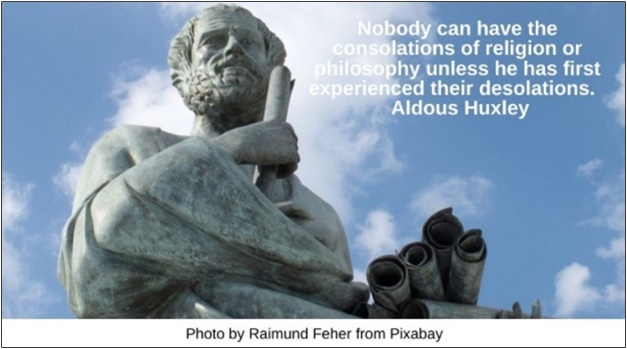 Nobody can have the
consolations of religion or
philosophy unless he has first
experienced their desolations.
Aldous Huxley
Photo by Raimund Feher from Pixabay